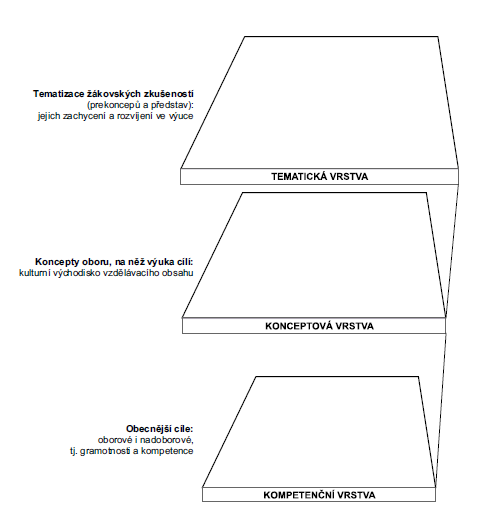 Tematizace žákovských zkušeností
(prekonceptů a představ):
jejich zachycení a rozvíjení ve výuce
TEMATICKÁ VRSTVA
Koncepty oboru, na něž výuka cílí:
kulturní východisko vzdělávacího obsahu
KONCEPTOVÁ VRSTVA
Obecnější cíle:
oborové i nadoborové,
tj. gramotnosti a kompetence
KOMPETENČNÍ VRSTVA